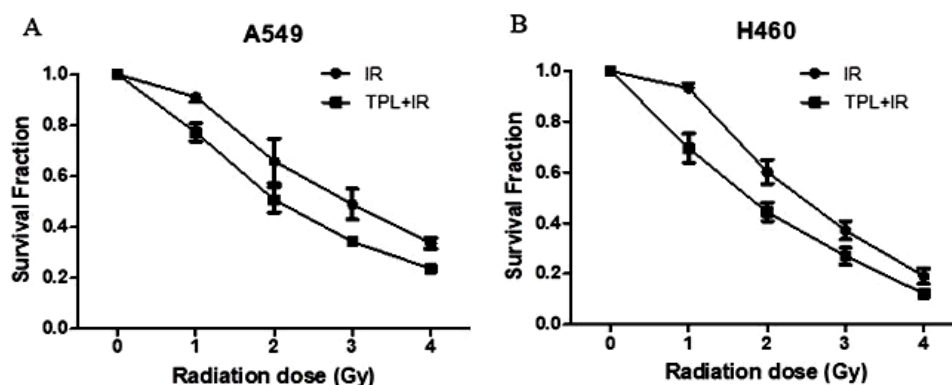 A
A549
IR
TPL+IR
Survival Fraction
1.0
0.8
0.6
0.4
0.2
0.0
0 1 2 3 4
Radiation dose (Gy)
B
H460
IR
TPL+IR
Survival Fraction
1.0
0.8
0.6
0.4
0.2
0.0
0 1 2 3 4
Radiation dose (Gy)